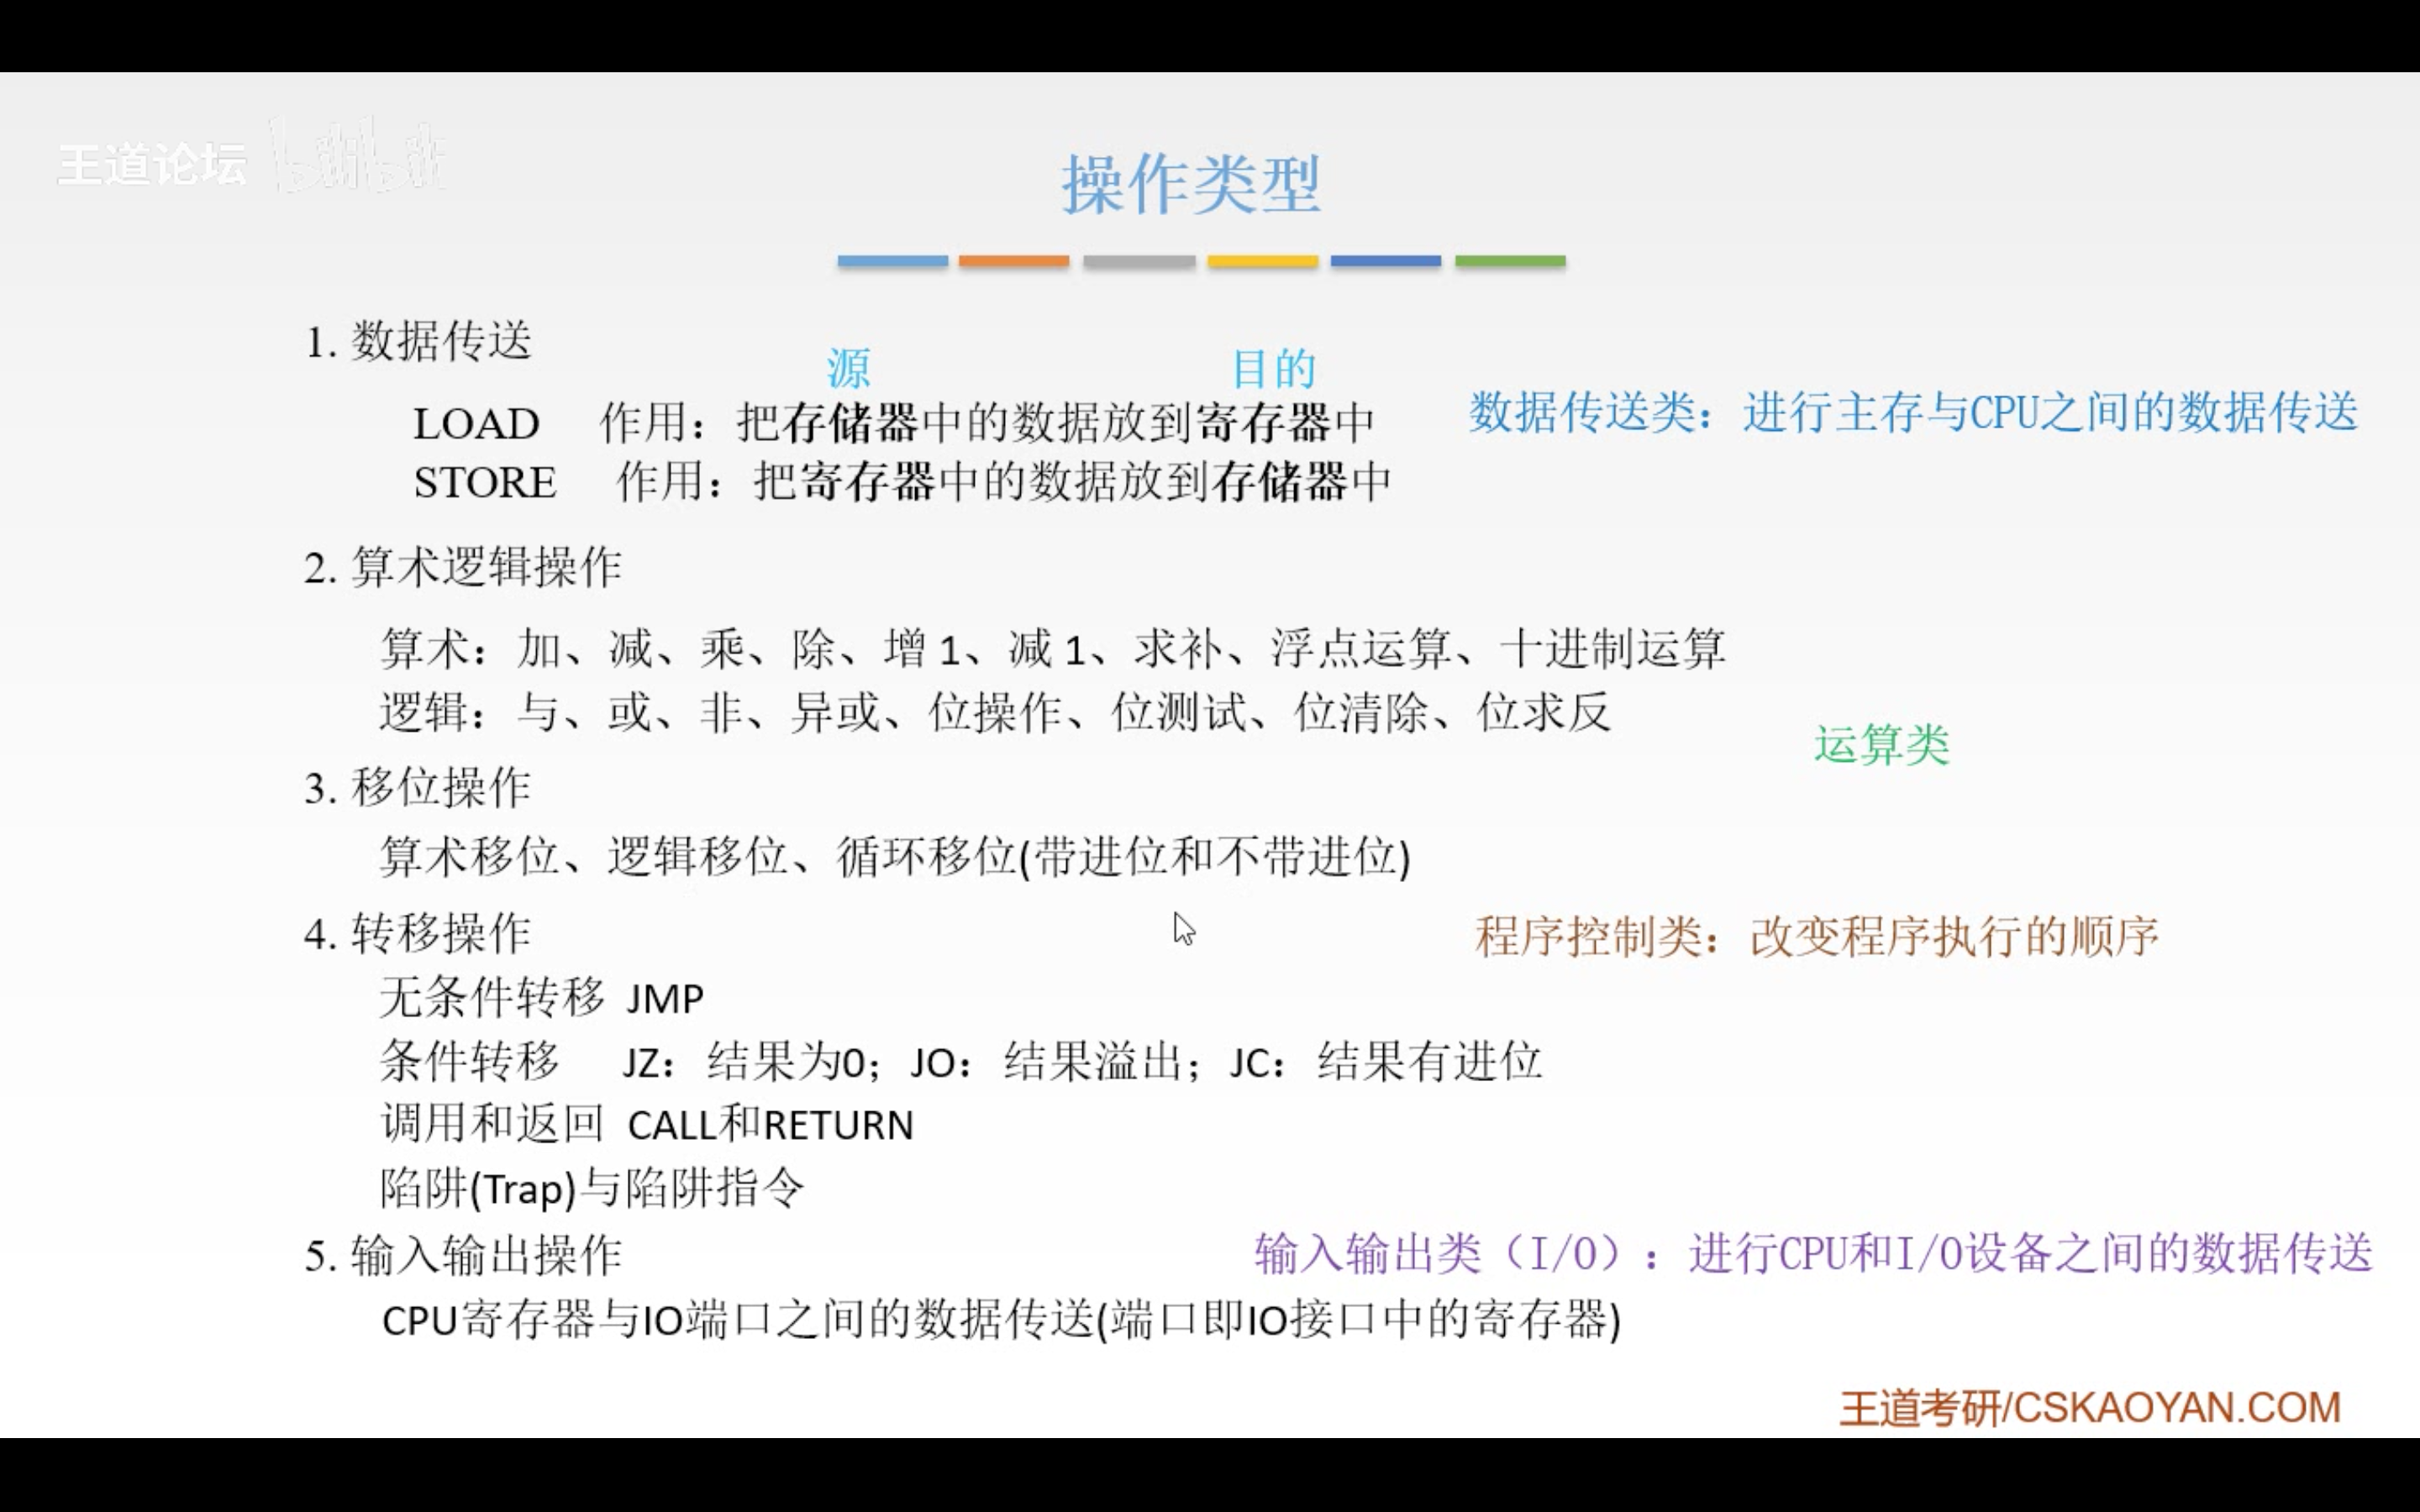 王道论坛 bilibili
操作类型
1. 数据传送
源 目的
LOAD 作用：把存储器中的数据放到寄存器中
数据传送类：进行主存与CPU之间的数据传送
STORE 作用：把寄存器中的数据放到存储器中
2. 算术逻辑操作
算术：加、减、乘、除、增 1、减 1、求补、浮点运算、十进制运算
逻辑：与、或、非、异或、位操作、位测试、位清除、位求反
运算类
3. 移位操作
算术移位、逻辑移位、循环移位(带进位和不带进位)
4. 转移操作
程序控制类：改变程序执行的顺序
无条件转移 JMP
条件转移 JZ：结果为0；JO：结果溢出；JC：结果有进位
调用和返回 CALL和RETURN
陷阱(Trap)与陷阱指令
5. 输入输出操作
输入输出类（I/O）：进行CPU和I/O设备之间的数据传送
CPU寄存器与IO端口之间的数据传送(端口即IO接口中的寄存器)
王道考研/CSKAOYAN.COM